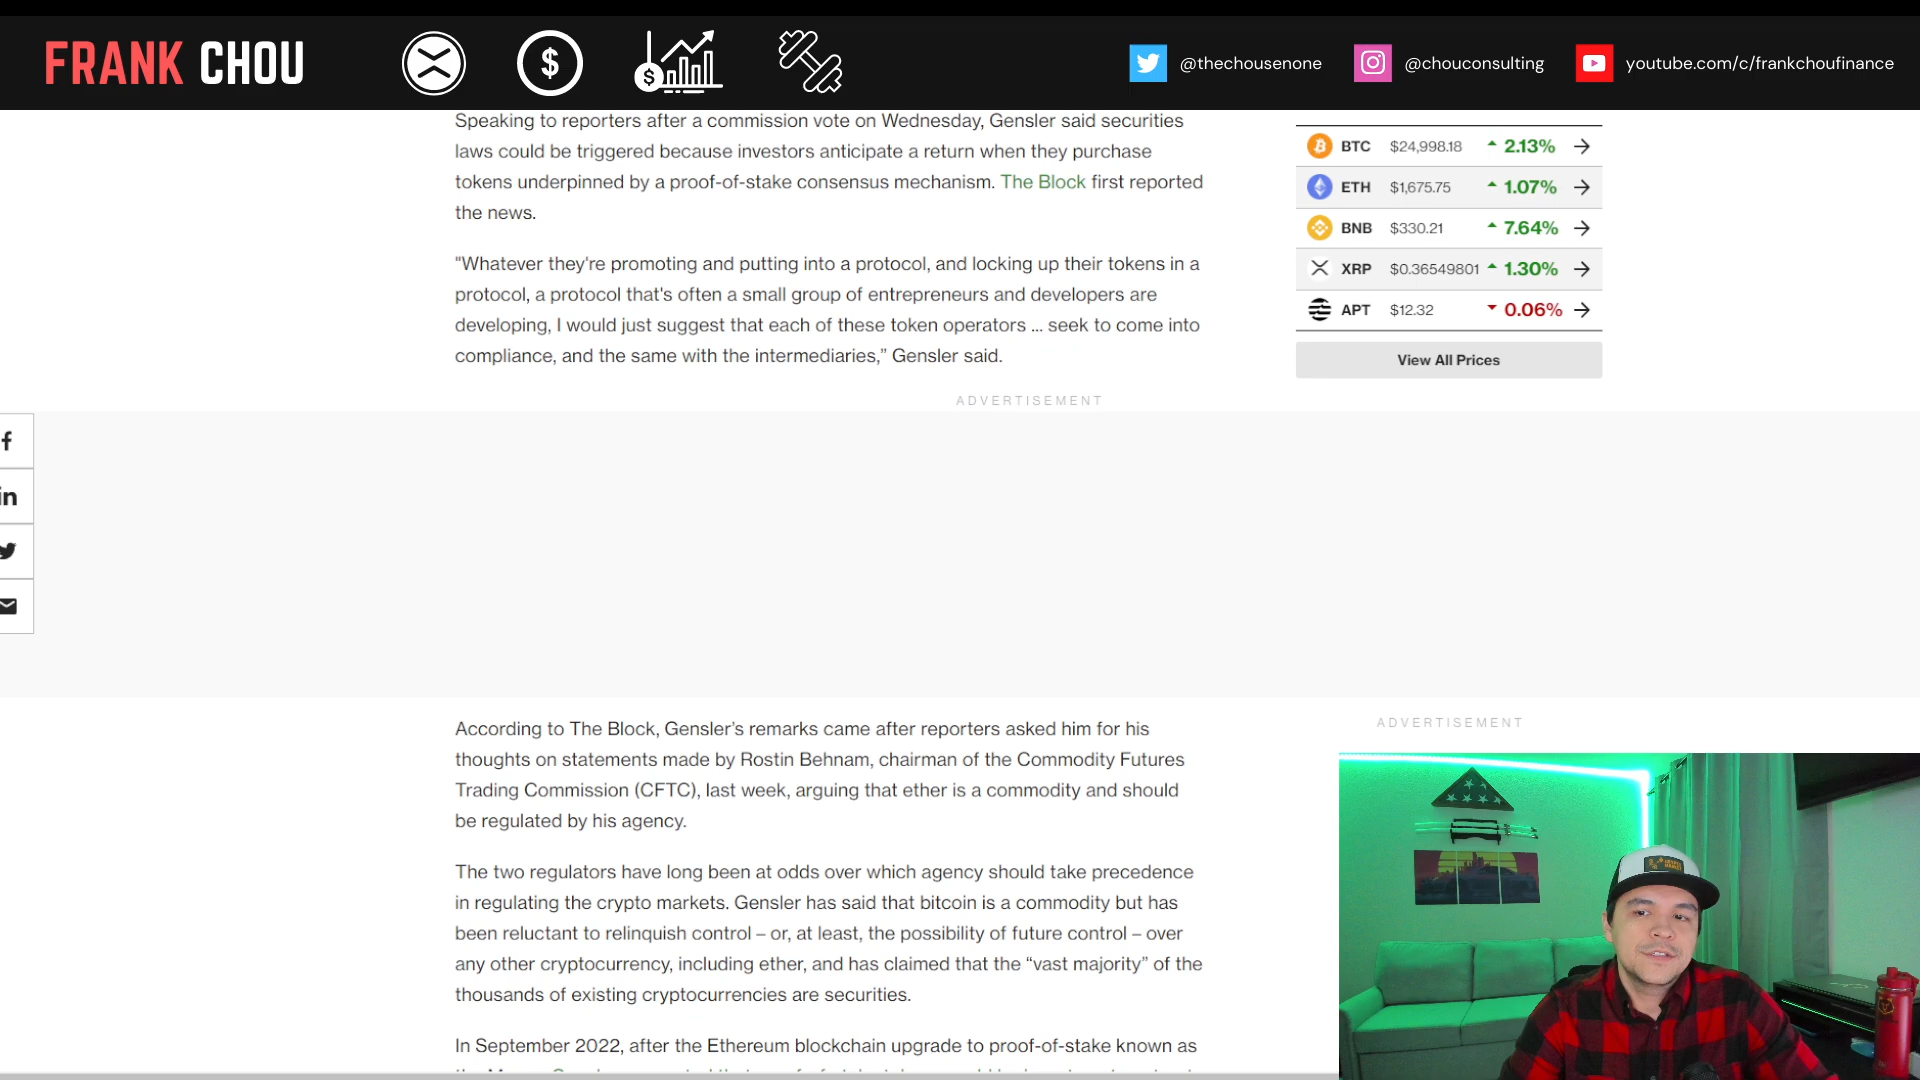 FRANK CHOU
@thechousenone
@chouconsulting
youtube.com/c/frankchoufinance
Speaking to reporters after a commission vote on Wednesday, Gensler said securities
laws could be triggered because investors anticipate a return when they purchase
tokens underpinned by a proof-of-stake consensus mechanism. The Block first reported
the news.
"Whatever they're promoting and putting into a protocol, and locking up their tokens in a
protocol, a protocol that's often a small group of entrepreneurs and developers are
developing, I would just suggest that each of these token operators ... seek to come into
compliance, and the same with the intermediaries,” Gensler said.
BTC $24,998.18 2.13%
ETH $1,675.75 1.07%
BNB $330.21 7.64%
XRP $0.36549801 1.30%
APT $12.32 0.06%
View All Prices
ADVERTISEMENT
f
in
According to The Block, Gensler’s remarks came after reporters asked him for his
thoughts on statements made by Rostin Behnam, chairman of the Commodity Futures
Trading Commission (CFTC), last week, arguing that ether is a commodity and should
be regulated by his agency.
The two regulators have long been at odds over which agency should take precedence
in regulating the crypto markets. Gensler has said that bitcoin is a commodity but has
been reluctant to relinquish control – or, at least, the possibility of future control – over
any other cryptocurrency, including ether, and has claimed that the “vast majority” of the
thousands of existing cryptocurrencies are securities.
In September 2022, after the Ethereum blockchain upgrade to proof-of-stake known as
ADVERTISEMENT